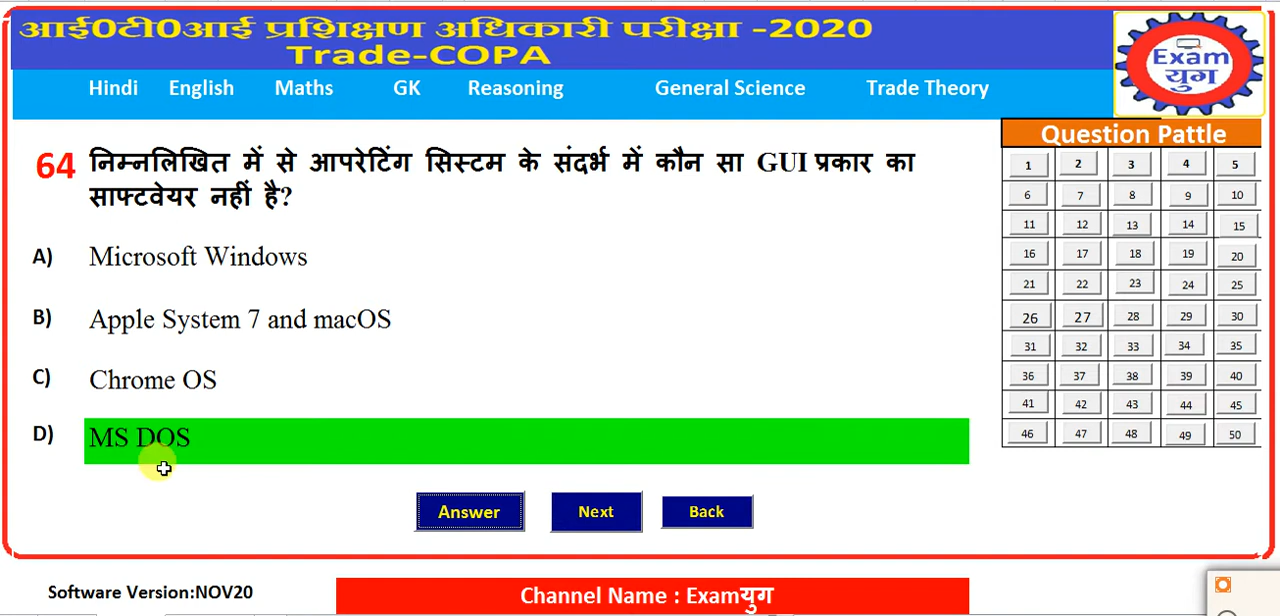 आई0टी0आई प्रशिक्षण अधिकारी परीक्षा -2020
Trade-COPA
Exam
युग
Hindi English Maths GK Reasoning General Science Trade Theory
Question Pattle
64 निम्नलिखित में से आपरेटिंग सिस्टम के संदर्भ में कौन सा GUI प्रकार का
साफ्टवेयर नहीं है?
A) Microsoft Windows
B) Apple System 7 and macOS
C) Chrome OS
D) MS DOS
1 2 3 4 5
6 7 8 9 10
11 12 13 14 15
16 17 18 19 20
21 22 23 24 25
26 27 28 29 30
31 32 33 34 35
36 37 38 39 40
41 42 43 44 45
46 47 48 49 50
Answer Next Back
Software Version:NOV20
Channel Name : Examयुग